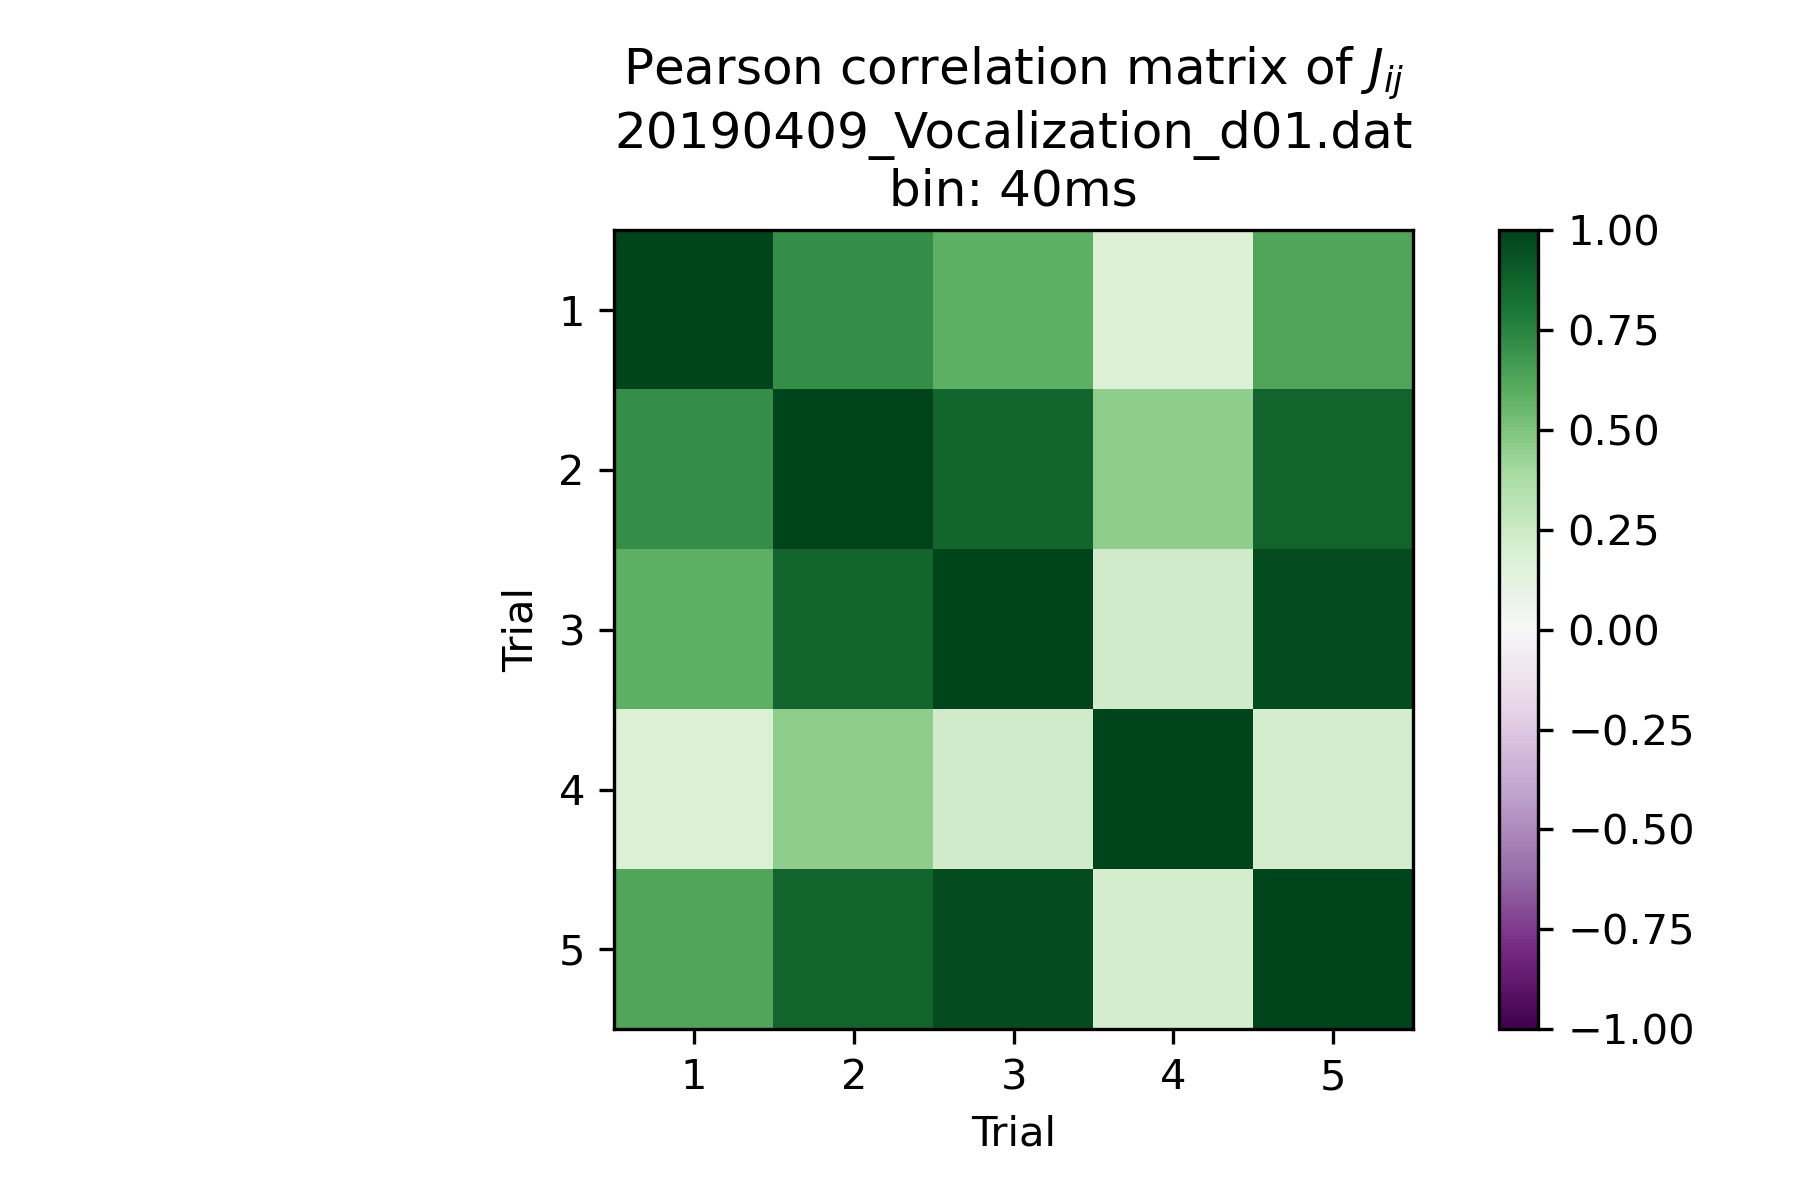 Pearson correlation matrix of J_ij
20190409_Vocalization_d01.dat
bin: 40ms
1
2
3
4
5
Trial
1 2 3 4 5
Trial
1.00
0.75
0.50
0.25
0.00
−0.25
−0.50
−0.75
−1.00